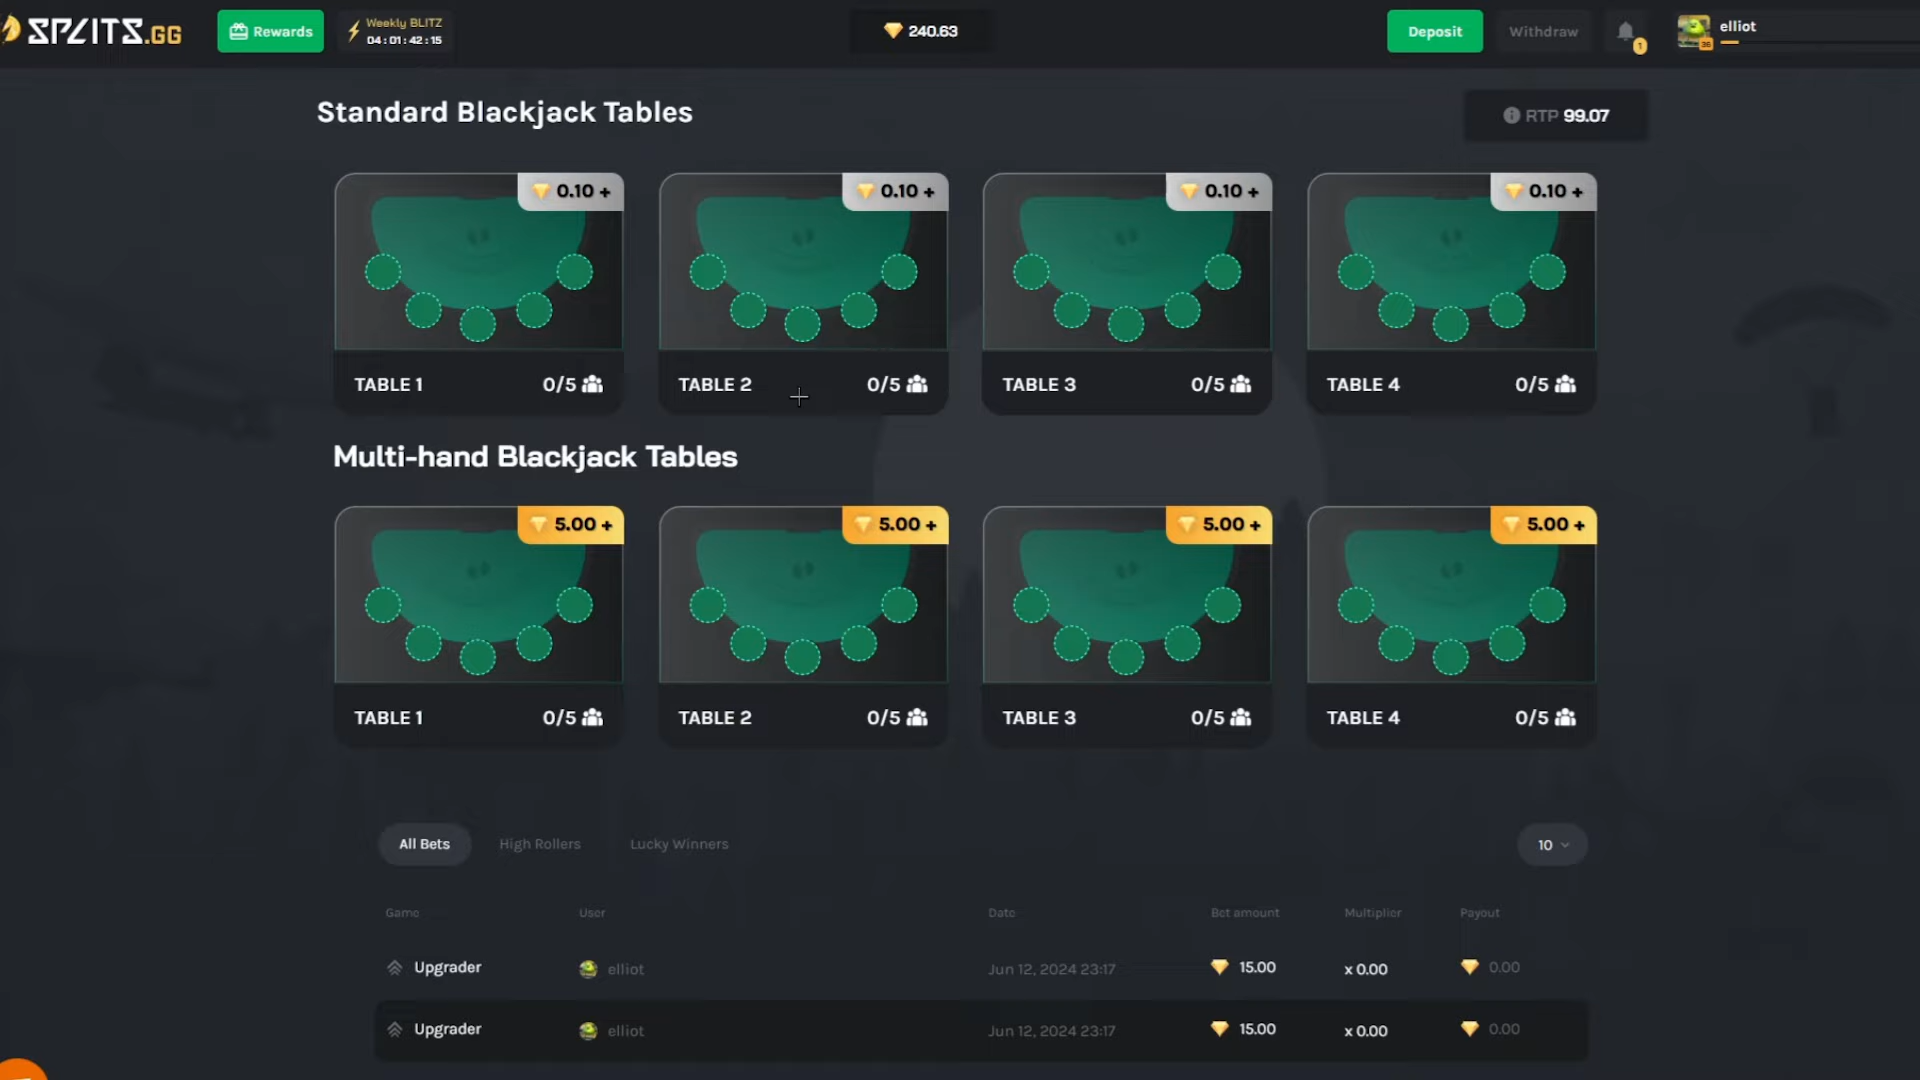 SPLITS.GG
Rewards
Weekly BLITZ
04 : 01 : 42 : 15
240.63
Deposit
Withdraw
1
36
elliot
Standard Blackjack Tables
RTP 99.07
0.10 +
0.10 +
0.10 +
0.10 +
TABLE 1 0/5
TABLE 2 0/5
TABLE 3 0/5
TABLE 4 0/5
Multi-hand Blackjack Tables
5.00 +
5.00 +
5.00 +
5.00 +
TABLE 1 0/5
TABLE 2 0/5
TABLE 3 0/5
TABLE 4 0/5
All Bets High Rollers Lucky Winners 10
Game User Date Bet amount Multiplier Payout
Upgrader elliot Jun 12, 2024 23:17 15.00 x 0.00 0.00
Upgrader elliot Jun 12, 2024 23:17 15.00 x 0.00 0.00